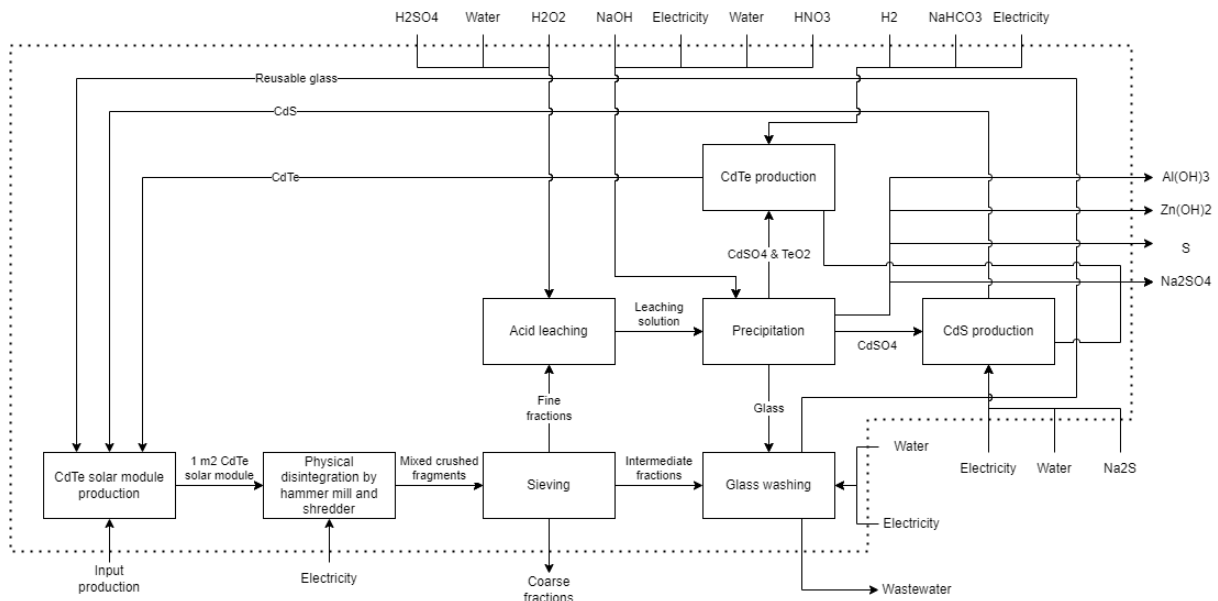 H2SO4
Water
H2O2
NaOH
Electricity
Water
HNO3
H2
NaHCO3
Electricity
Reusable glass
CdS
CdTe
CdTe production
Al(OH)3
Zn(OH)2
S
Na2SO4
CdSO4 & TeO2
Acid leaching
Leaching
solution
Precipitation
CdSO4
CdS production
Fine
fractions
Glass
CdTe solar module
production
1 m2 CdTe
solar module
Physical
disintegration by
hammer mill and
shredder
Mixed crushed
fragments
Sieving
Intermediate
fractions
Glass washing
Water
Electricity
Electricity
Water
Na2S
Input
production
Electricity
Coarse
fractions
Wastewater